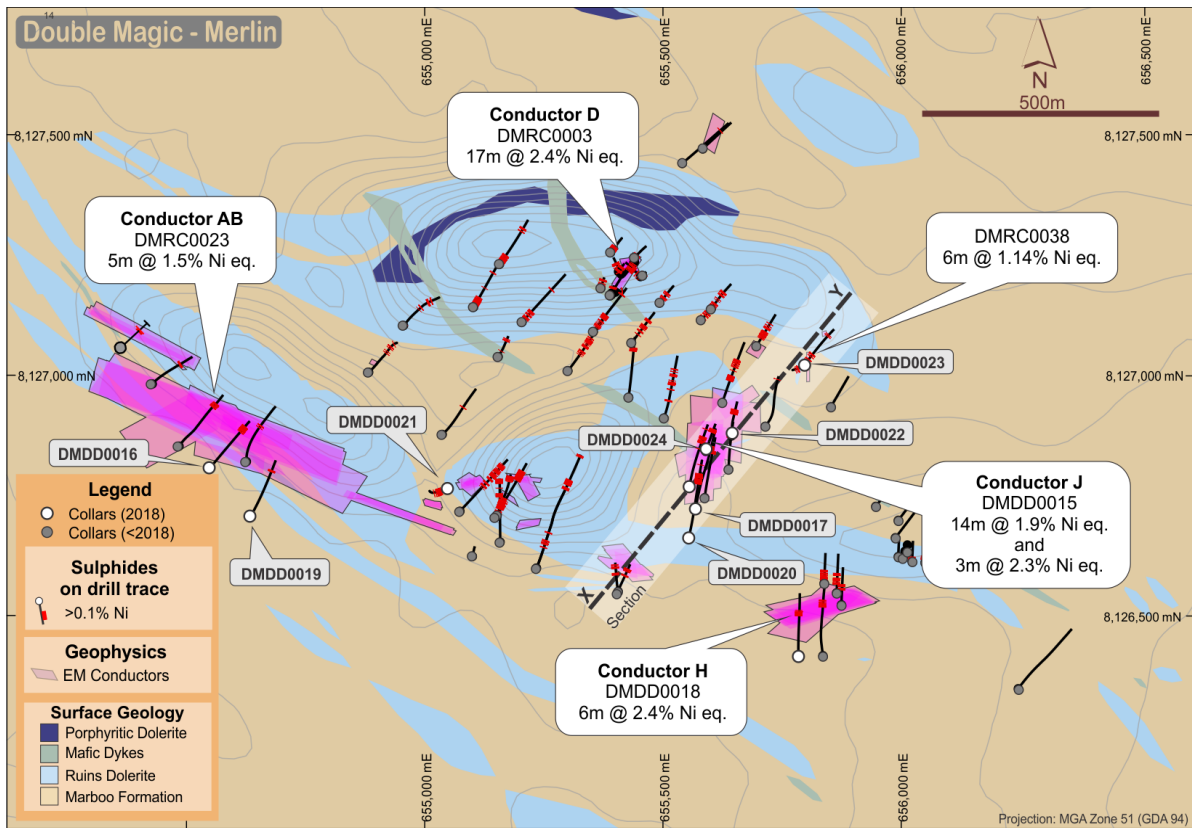 Double Magic - Merlin
14
655,000 mE
655,500 mE
656,000 mE
656,500 mE
N
500m
8,127,500 mN
8,127,500 mN
Conductor D
DMRC0003
17m @ 2.4% Ni eq.
Conductor AB
DMRC0023
5m @ 1.5% Ni eq.
DMRC0038
6m @ 1.14% Ni eq.
Y
8,127,000 mN
8,127,000 mN
DMDD0023
DMDD0021
DMDD0024
DMDD0022
DMDD0016
Conductor J
DMDD0015
14m @ 1.9% Ni eq.
and
3m @ 2.3% Ni eq.
DMDD0017
DMDD0019
DMDD0020
X
Section
8,126,500 mN
Conductor H
DMDD0018
6m @ 2.4% Ni eq.
Legend
Collars (2018)
Collars (<2018)
Sulphides
on drill trace
>0.1% Ni
Geophysics
EM Conductors
Surface Geology
Porphyritic Dolerite
Mafic Dykes
Ruins Dolerite
Marboo Formation
655,000 mE
655,500 mE
656,000 mE
Projection: MGA Zone 51 (GDA 94)